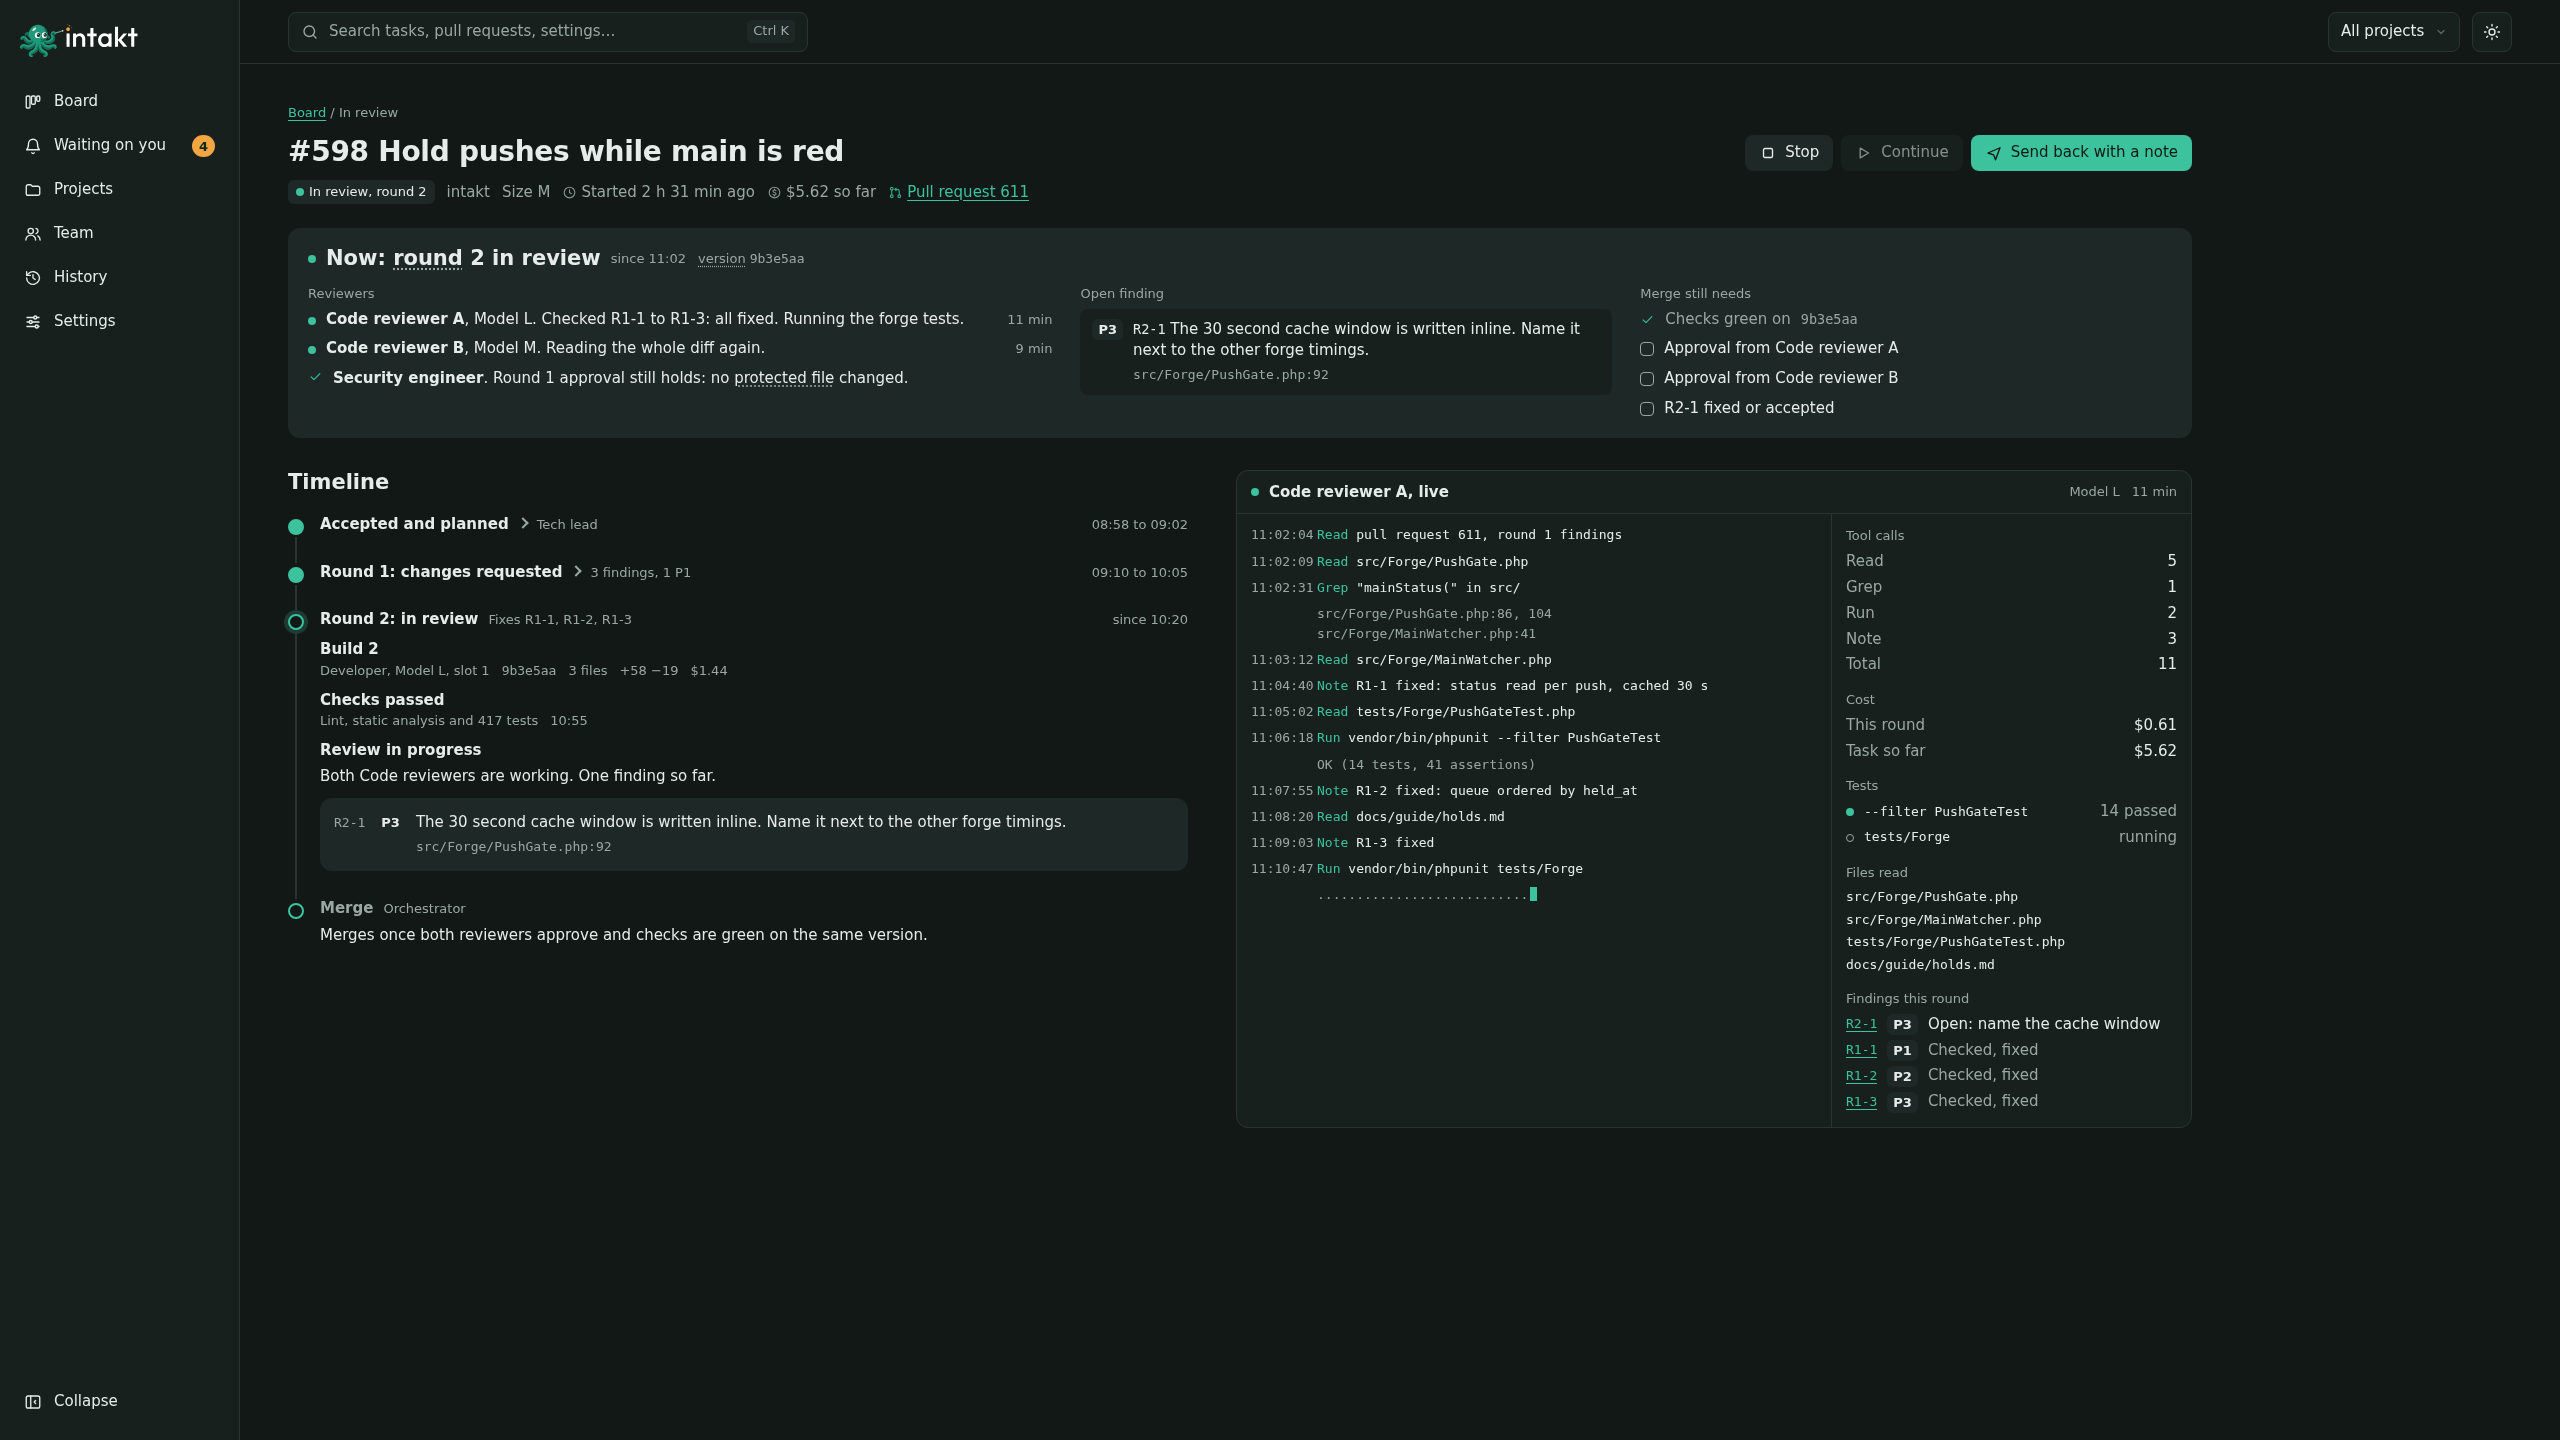 intakt
Search tasks, pull requests, settings...
Ctrl K
All projects
Board
Waiting on you 4
Projects
Team
History
Settings
Collapse
Board / In review
#598 Hold pushes while main is red
Stop
Continue
Send back with a note
In review, round 2 intakt Size M Started 2 h 31 min ago $5.62 so far Pull request 611
Now: round 2 in review since 11:02 version 9b3e5aa
Reviewers
Code reviewer A, Model L. Checked R1-1 to R1-3: all fixed. Running the forge tests. 11 min
Code reviewer B, Model M. Reading the whole diff again. 9 min
Security engineer. Round 1 approval still holds: no protected file changed.
Open finding
P3 R2-1 The 30 second cache window is written inline. Name it
next to the other forge timings.
src/Forge/PushGate.php:92
Merge still needs
Checks green on 9b3e5aa
Approval from Code reviewer A
Approval from Code reviewer B
R2-1 fixed or accepted
Timeline
Accepted and planned Tech lead 08:58 to 09:02
Round 1: changes requested 3 findings, 1 P1 09:10 to 10:05
Round 2: in review Fixes R1-1, R1-2, R1-3 since 10:20
Build 2
Developer, Model L, slot 1 9b3e5aa 3 files +58 −19 $1.44
Checks passed
Lint, static analysis and 417 tests 10:55
Review in progress
Both Code reviewers are working. One finding so far.
R2-1 P3 The 30 second cache window is written inline. Name it next to the other forge timings.
src/Forge/PushGate.php:92
Merge Orchestrator
Merges once both reviewers approve and checks are green on the same version.
Code reviewer A, live Model L 11 min
11:02:04 Read pull request 611, round 1 findings
11:02:09 Read src/Forge/PushGate.php
11:02:31 Grep "mainStatus(" in src/
src/Forge/PushGate.php:86, 104
src/Forge/MainWatcher.php:41
11:03:12 Read src/Forge/MainWatcher.php
11:04:40 Note R1-1 fixed: status read per push, cached 30 s
11:05:02 Read tests/Forge/PushGateTest.php
11:06:18 Run vendor/bin/phpunit --filter PushGateTest
OK (14 tests, 41 assertions)
11:07:55 Note R1-2 fixed: queue ordered by held_at
11:08:20 Read docs/guide/holds.md
11:09:03 Note R1-3 fixed
11:10:47 Run vendor/bin/phpunit tests/Forge
...........................
Tool calls
Read 5
Grep 1
Run 2
Note 3
Total 11
Cost
This round $0.61
Task so far $5.62
Tests
--filter PushGateTest 14 passed
tests/Forge running
Files read
src/Forge/PushGate.php
src/Forge/MainWatcher.php
tests/Forge/PushGateTest.php
docs/guide/holds.md
Findings this round
R2-1 P3 Open: name the cache window
R1-1 P1 Checked, fixed
R1-2 P2 Checked, fixed
R1-3 P3 Checked, fixed